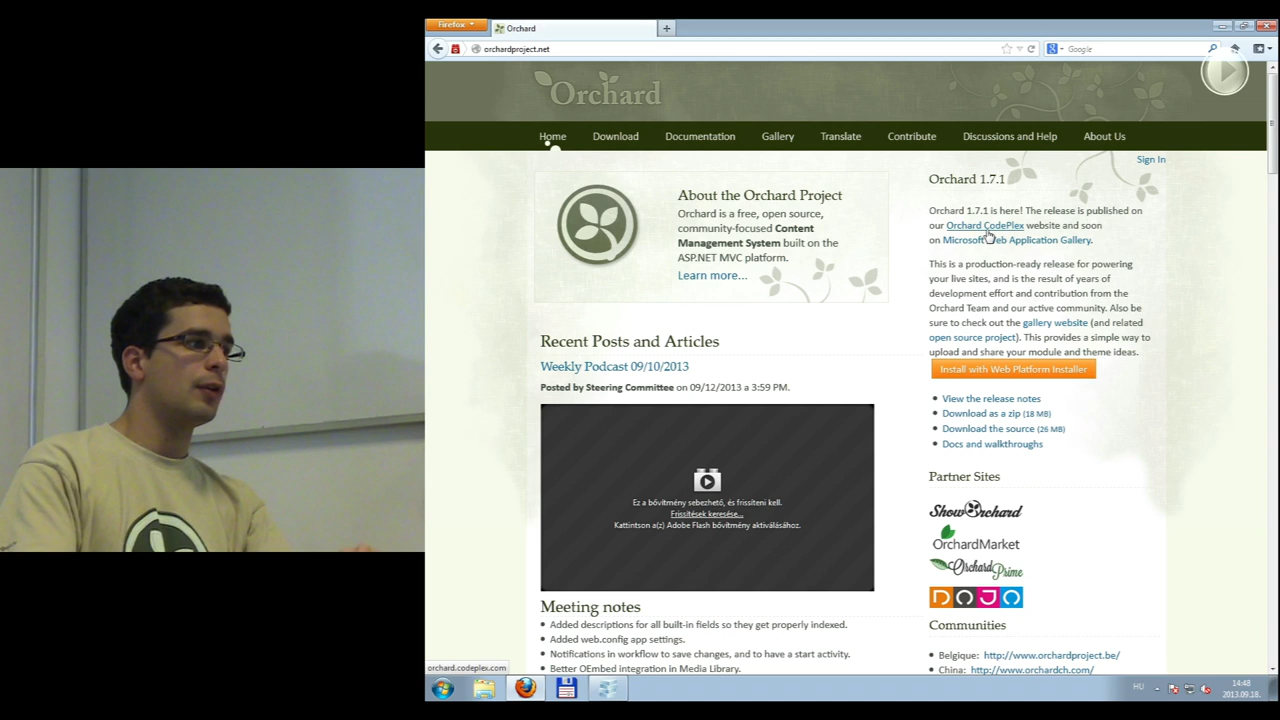 Firefox
Orchard
orchardproject.net
Google
Orchard
Home
Download
Documentation
Gallery
Translate
Contribute
Discussions and Help
About Us
Sign In
About the Orchard Project
Orchard is a free, open source,
community-focused Content
Management System built on the
ASP.NET MVC platform.
Learn more...
Recent Posts and Articles
Weekly Podcast 09/10/2013
Posted by Steering Committee on 09/12/2013 a 3:59 PM.
Ez a bővítmény sebezhető, és frissíteni kell.
Frissítések keresése...
Kattintson a(z) Adobe Flash bővítmény aktiválásához.
Meeting notes
Added descriptions for all built-in fields so they get properly indexed.
Added web.config app settings.
Notifications in workflow to save changes, and to have a start activity.
Better OEmbed integration in Media Library.
Orchard 1.7.1
Orchard 1.7.1 is here! The release is published on
our Orchard CodePlex website and soon
on Microsoft Web Application Gallery.
This is a production-ready release for powering
your live sites, and is the result of years of
development effort and contribution from the
Orchard Team and our active community. Also be
sure to check out the gallery website (and related
open source project). This provides a simple way to
upload and share your module and theme ideas.
Install with Web Platform Installer
View the release notes
Download as a zip (18 MB)
Download the source (26 MB)
Docs and walkthroughs
Partner Sites
Show Orchard
OrchardMarket
Orchard Prime
DOJO
Communities
Belgique: http://www.orchardproject.be/
China: http://www.orchardch.com/
orchard.codeplex.com
HU
14:48
2013.09.18.